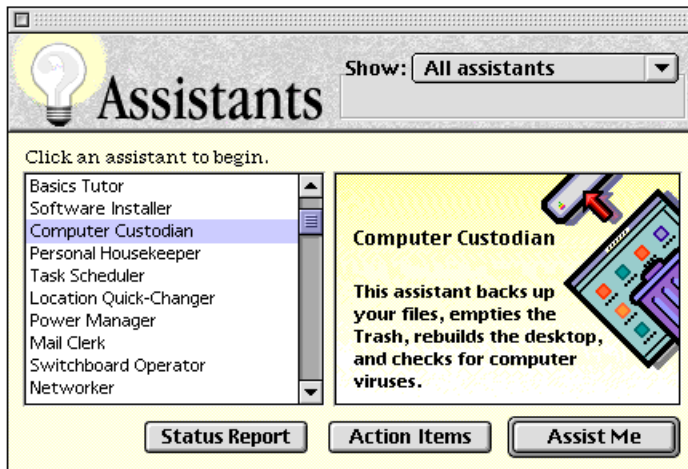 Assistants
Show: All assistants
Click an assistant to begin.
Basics Tutor
Software Installer
Computer Custodian
Personal Housekeeper
Task Scheduler
Location Quick-Changer
Power Manager
Mail Clerk
Switchboard Operator
Networker
Computer Custodian
This assistant backs up
your files, empties the
Trash, rebuilds the desktop,
and checks for computer
viruses.
Status Report
Action Items
Assist Me